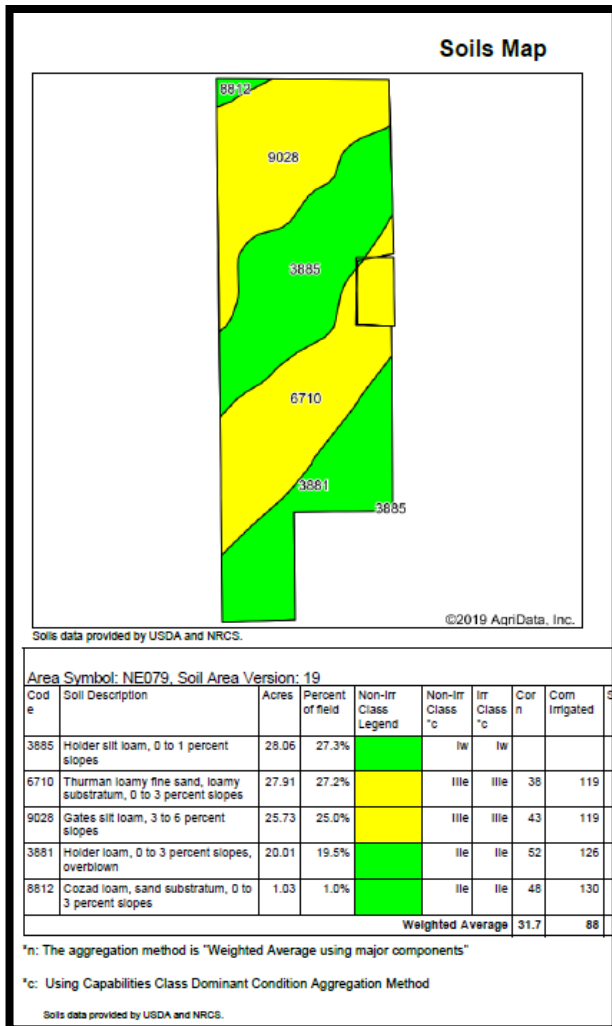 Soils Map
8812
9028
3885
6710
3881
3885
©2019 AgriData, Inc.
Soils data provided by USDA and NRCS.
Area Symbol: NE079, Soil Area Version: 19
Cod Soil Description Acres Percent Non-Irr Non-Irr Irr Cor Corn S
e of field Class Class Class n Irrigated
Legend *c *c
3885 Holder silt loam, 0 to 1 percent 28.06 27.3% Iw Iw
slopes
6710 Thurman loamy fine sand, loamy 27.91 27.2% IIIe IIIe 38 119
substratum, 0 to 3 percent slopes
9028 Gates silt loam, 3 to 6 percent 25.73 25.0% IIIe IIIe 43 119
slopes
3881 Holder loam, 0 to 3 percent slopes, 20.01 19.5% IIe IIe 52 126
overblown
8812 Cozad loam, sand substratum, 0 to 1.03 1.0% IIe IIe 48 130
3 percent slopes
Weighted Average 31.7 88
*n: The aggregation method is "Weighted Average using major components"
*c: Using Capabilities Class Dominant Condition Aggregation Method
Soils data provided by USDA and NRCS.